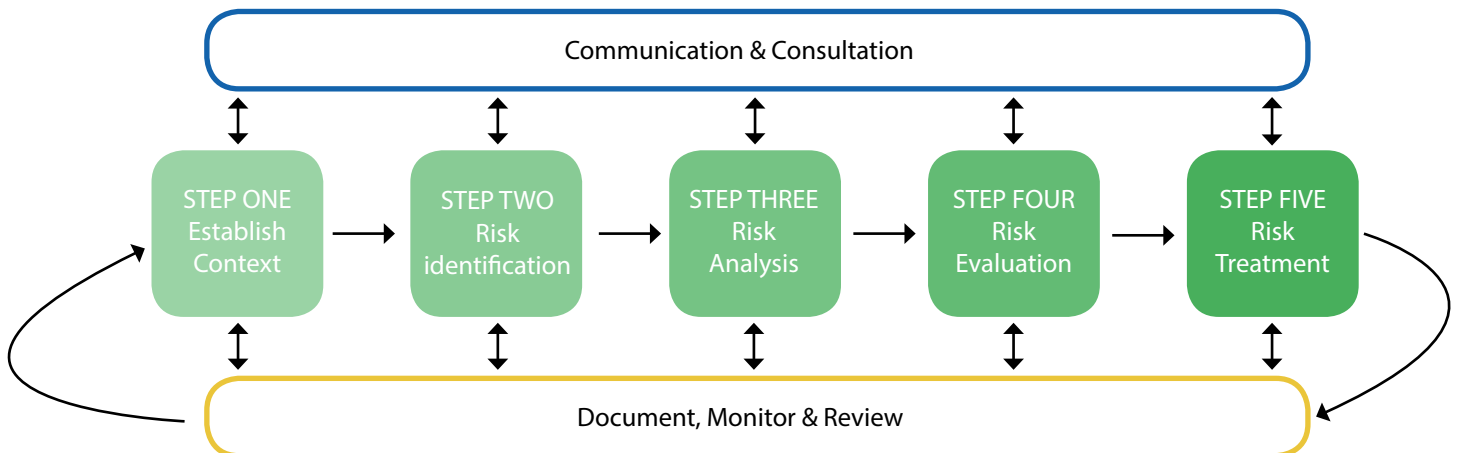 Communication & Consultation
STEP ONE
Establish
Context
STEP TWO
Risk
identification
STEP THREE
Risk
Analysis
STEP FOUR
Risk
Evaluation
STEP FIVE
Risk
Treatment
Document, Monitor & Review